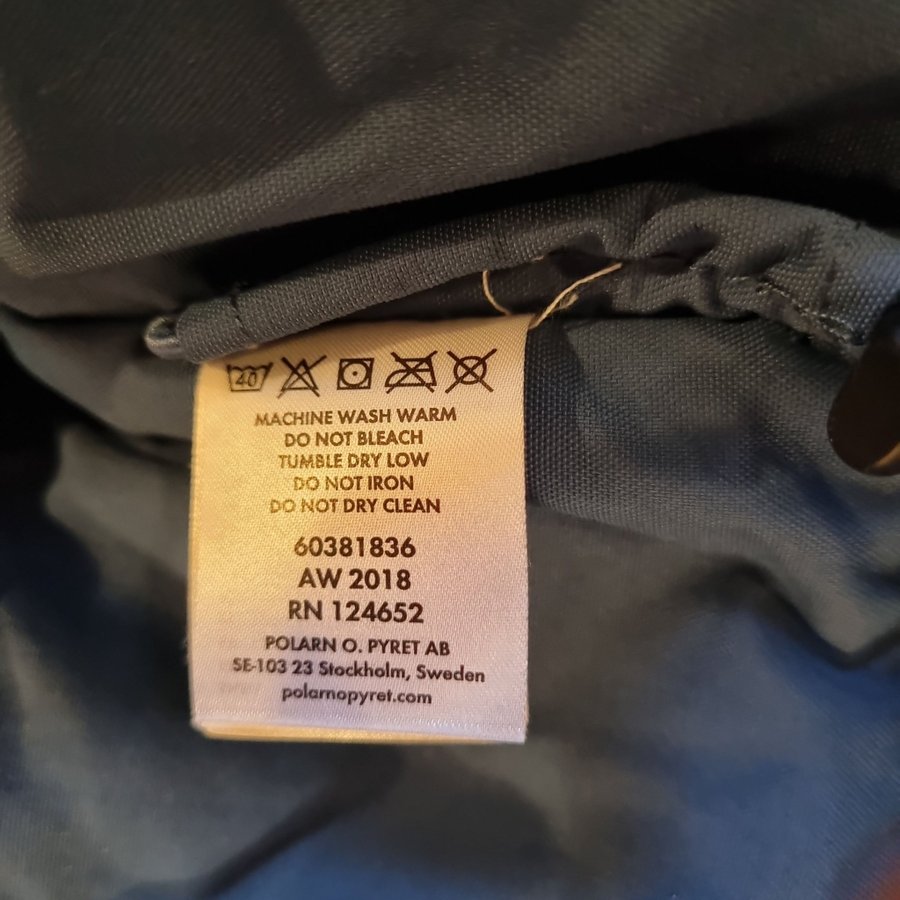 40
MACHINE WASH WARM
DO NOT BLEACH
TUMBLE DRY LOW
DO NOT IRON
DO NOT DRY CLEAN
60381836
AW 2018
RN 124652
POLARN O. PYRET AB
SE-103 23 Stockholm, Sweden
polarnopyret.com